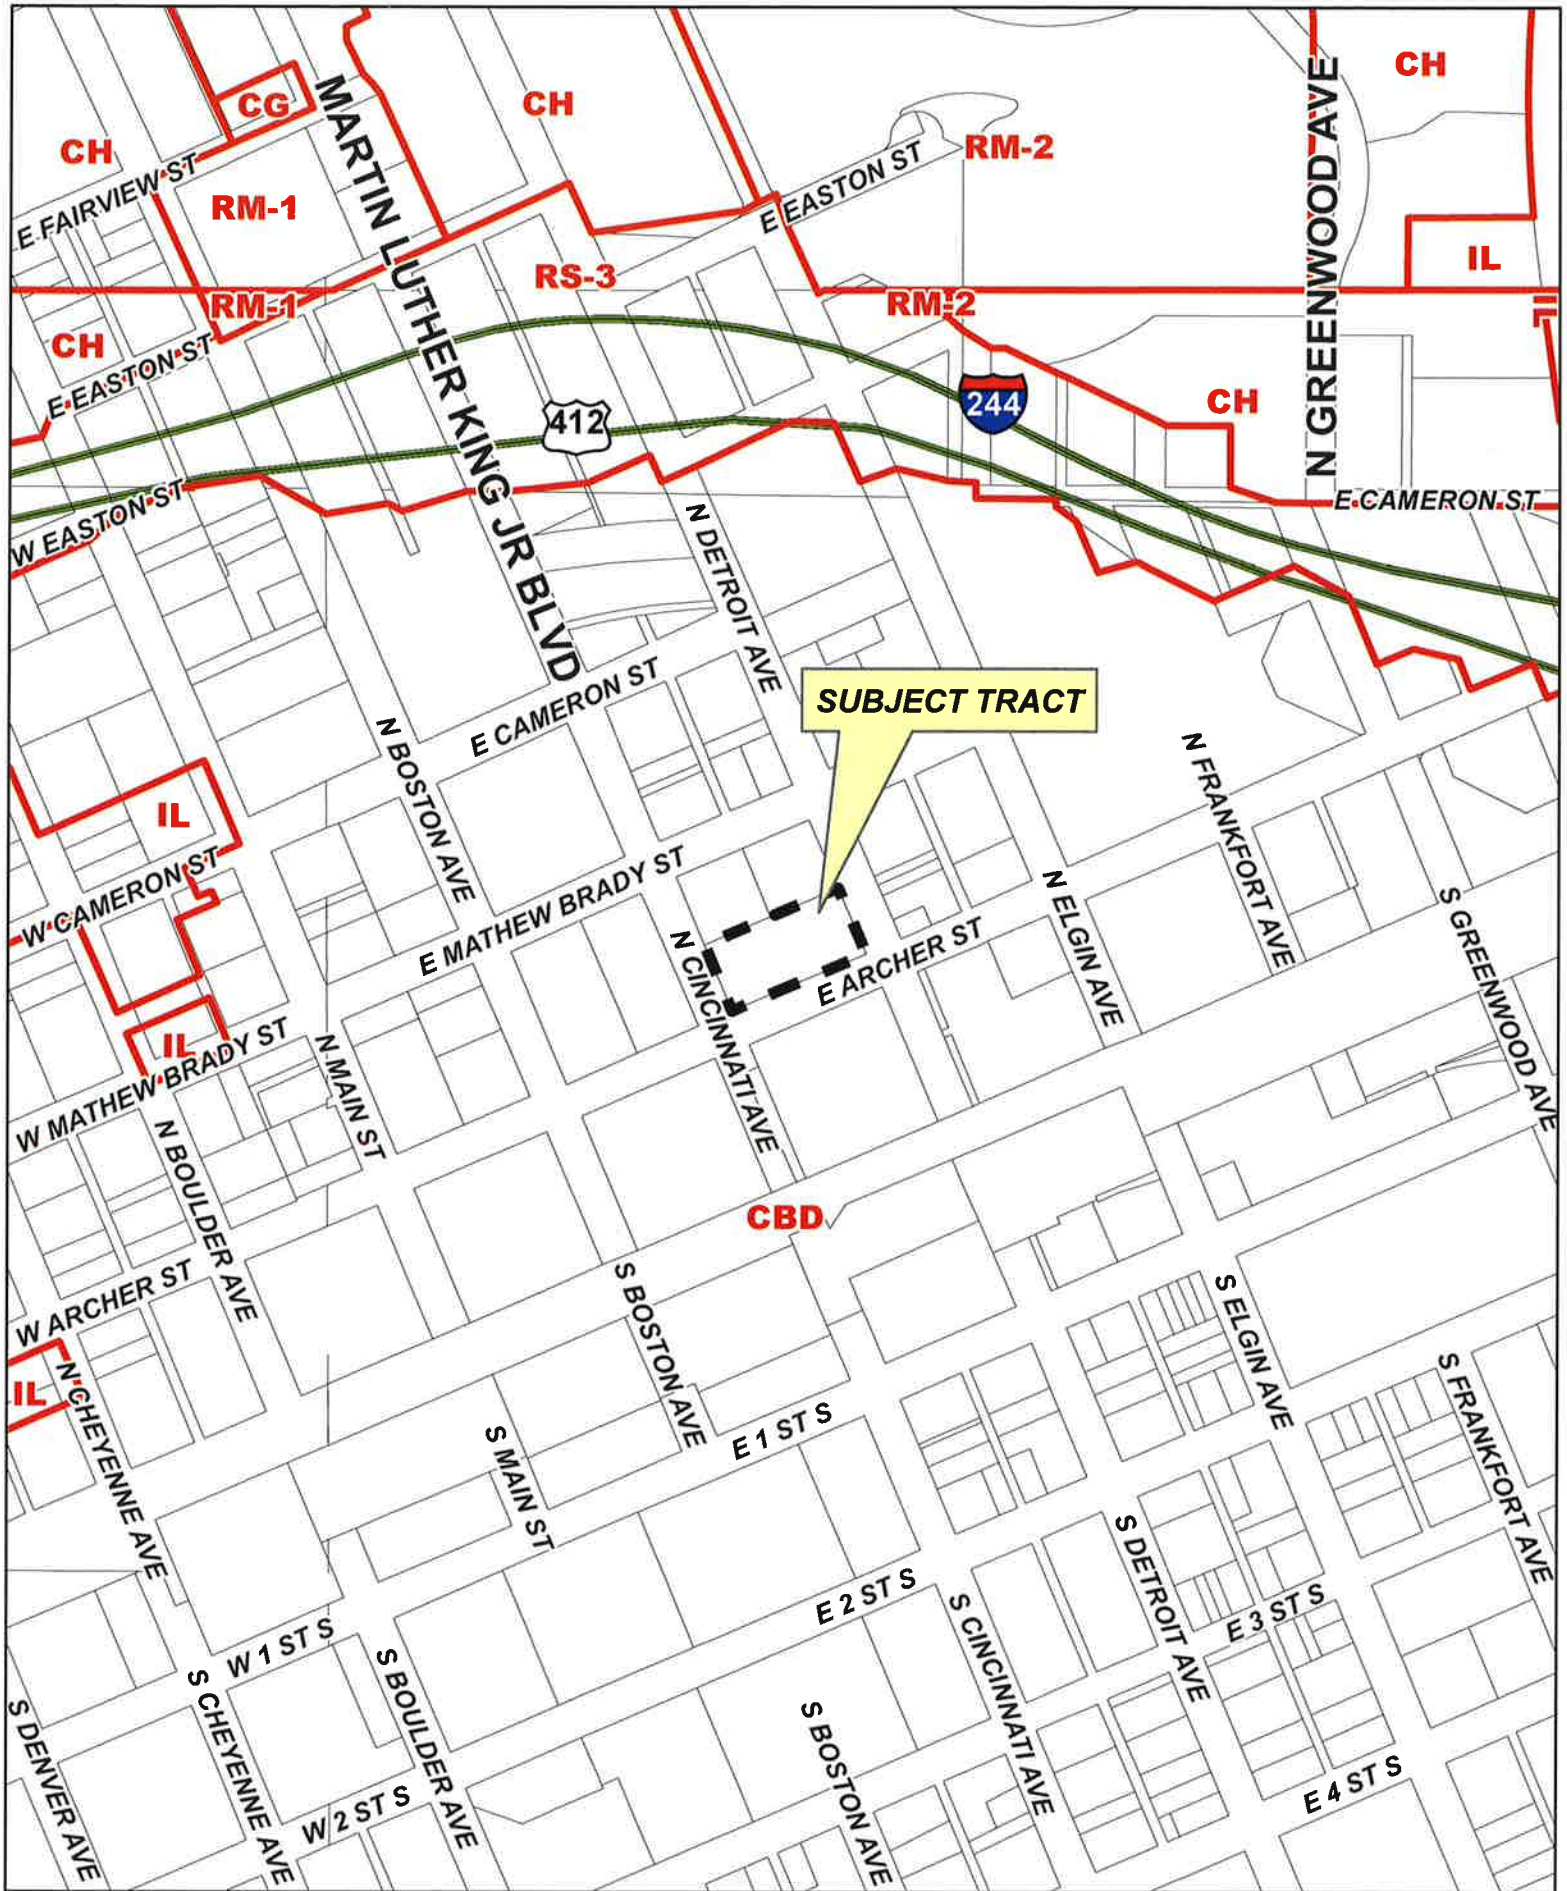 CH
CG
CH
CH
MARTIN LUTHER KING JR BLVD
N GREENWOOD AVE
RM-2
E EASTON ST
E FAIRVIEW ST
RM-1
RS-3
IL
RM-1
RM-2
CH
E EASTON ST
412
244
CH
W EASTON ST
E CAMERON ST
N DETROIT AVE
E CAMERON ST
SUBJECT TRACT
N BOSTON AVE
N FRANKFORT AVE
IL
W CAMERON ST
E MATHEW BRADY ST
N CINCINNATI AVE
E ARCHER ST
N ELGIN AVE
S GREENWOOD AVE
IL
W MATHEW BRADY ST
N MAIN ST
N BOULDER AVE
CBD
W ARCHER ST
S BOSTON AVE
S ELGIN AVE
IL
N CHEYENNE AVE
S MAIN ST
E 1 ST S
S FRANKFORT AVE
S DETROIT AVE
E 2 ST S
E 3 ST S
S CINCINNATI AVE
W 1 ST S
S BOULDER AVE
S CHEYENNE AVE
S DENVER AVE
S BOSTON AVE
W 2 ST S
E 4 ST S